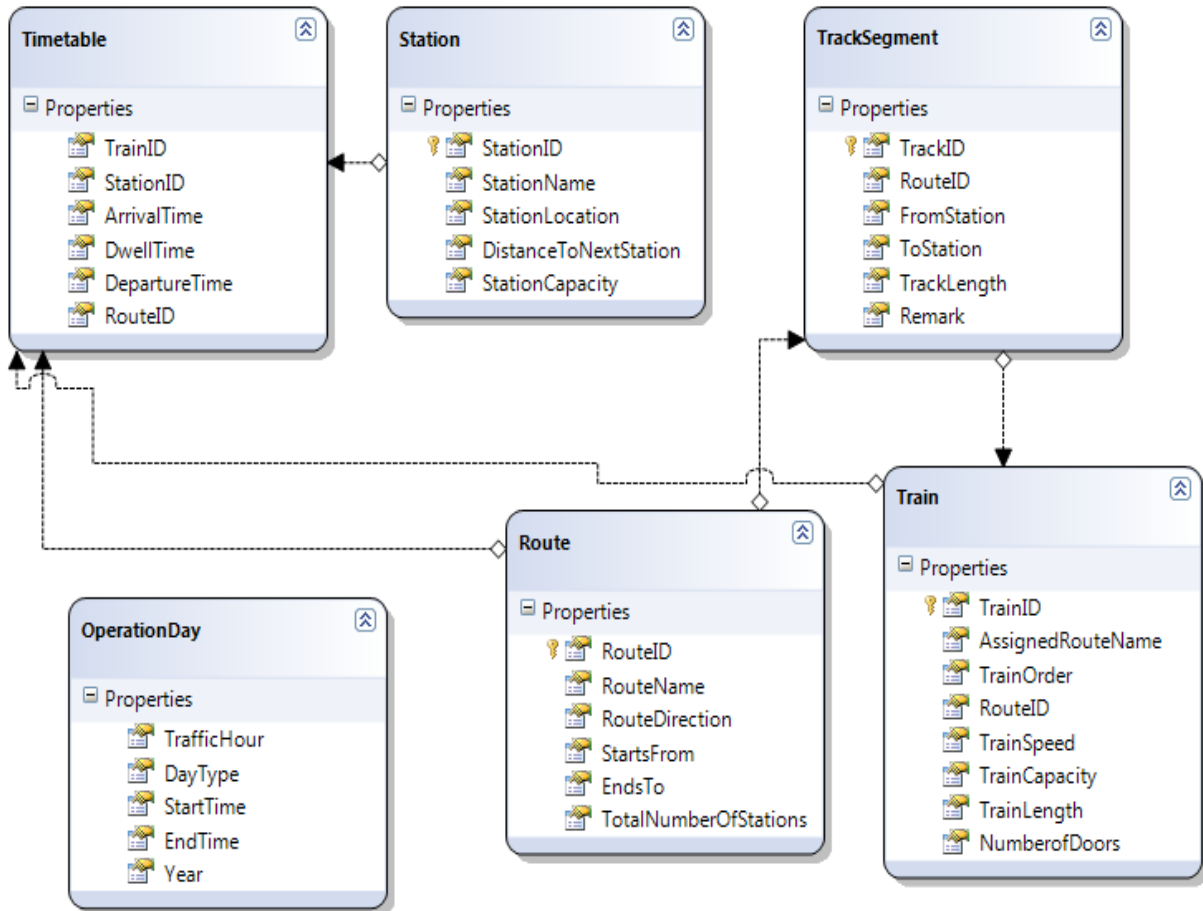 Timetable
Properties
TrainID
StationID
ArrivalTime
DwellTime
DepartureTime
RouteID
Station
Properties
StationID
StationName
StationLocation
DistanceToNextStation
StationCapacity
TrackSegment
Properties
TrackID
RouteID
FromStation
ToStation
TrackLength
Remark
OperationDay
Properties
TrafficHour
DayType
StartTime
EndTime
Year
Route
Properties
RouteID
RouteName
RouteDirection
StartsFrom
EndsTo
TotalNumberOfStations
Train
Properties
TrainID
AssignedRouteName
TrainOrder
RouteID
TrainSpeed
TrainCapacity
TrainLength
NumberofDoors